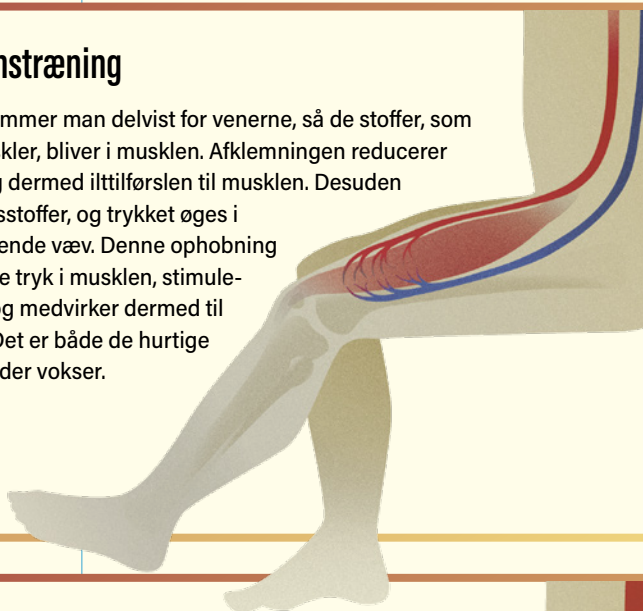 nstræning
mmer man delvist for venerne, så de stoffer, som
kler, bliver i musklen. Afklemningen reducerer
g dermed ilttilførslen til musklen. Desuden
sstoffer, og trykket øges i
ende væv. Denne ophobning
e tryk i musklen, stimule-
og medvirker dermed til
Det er både de hurtige
der vokser.